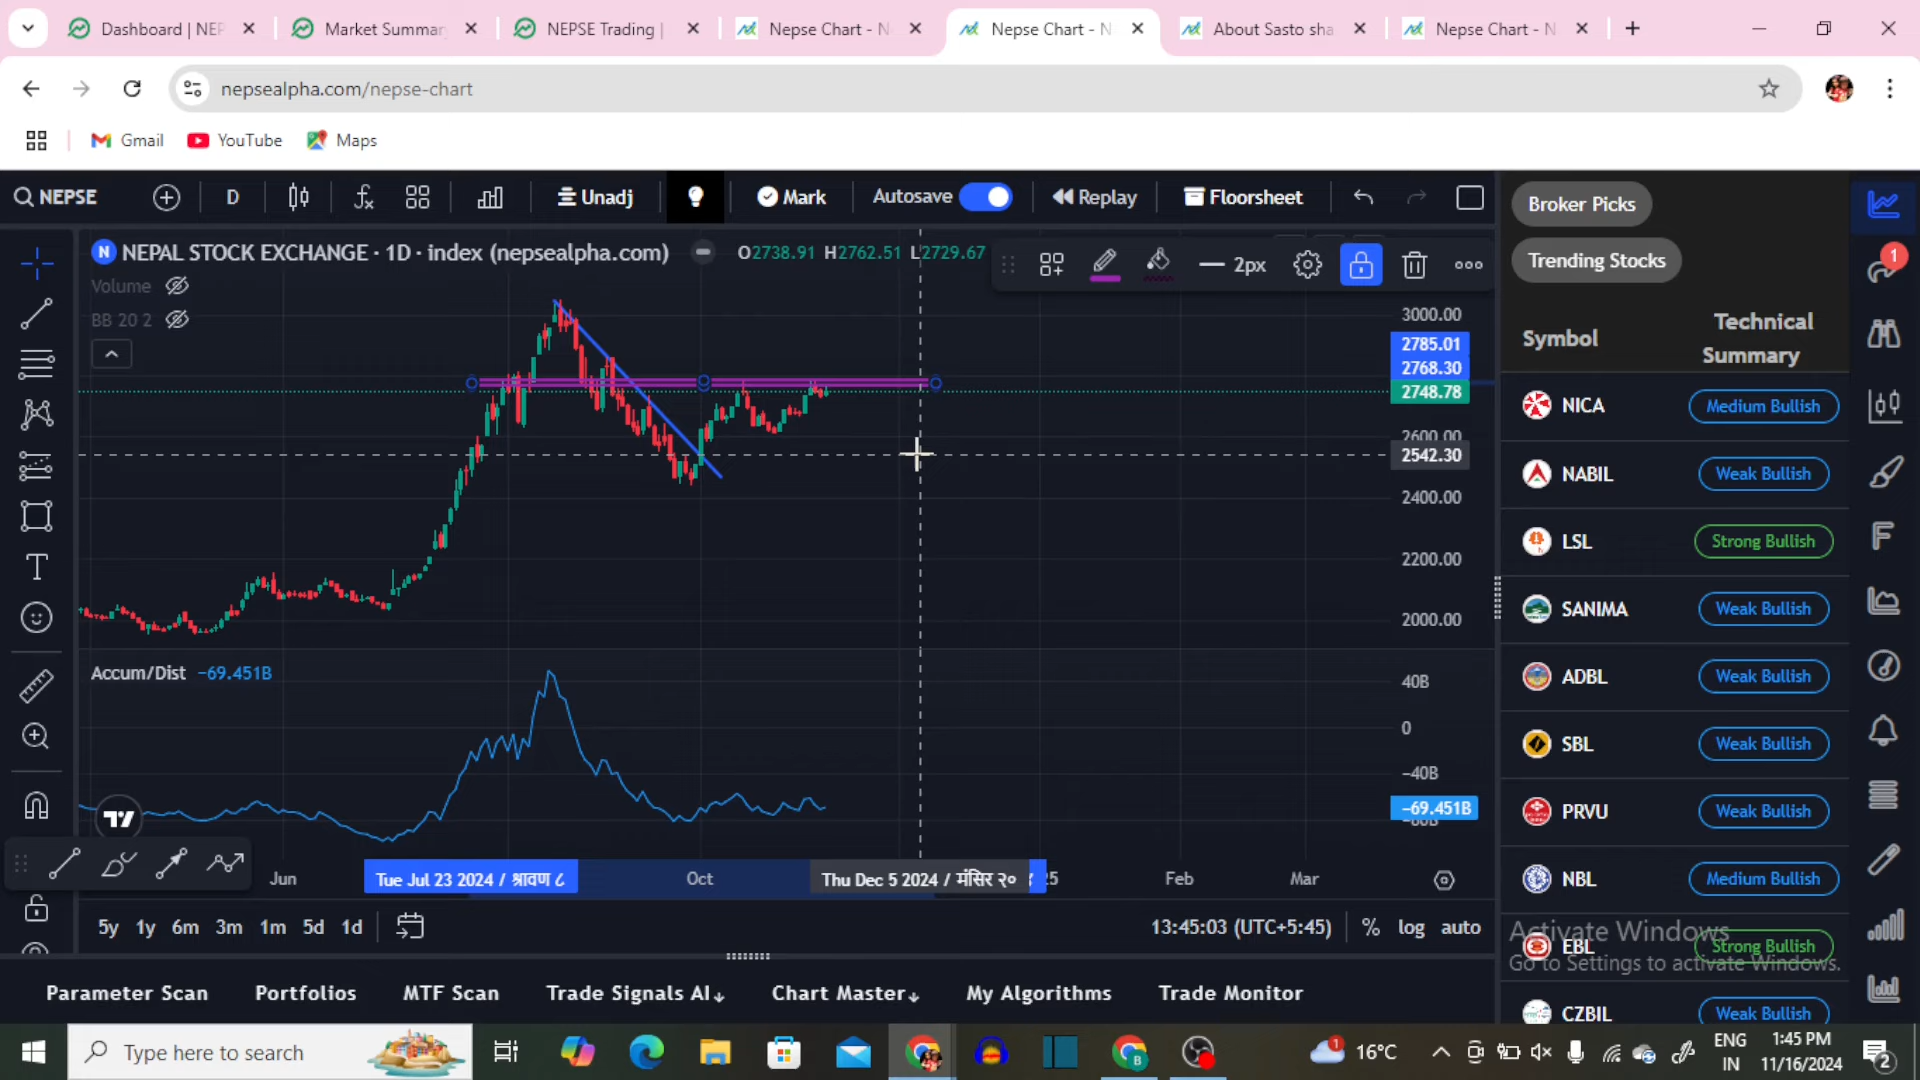 Dashboard | NEP
Market Summar
NEPSE Trading |
Nepse Chart - N
Nepse Chart - N
About Sasto sha
Nepse Chart - N
nepsealpha.com/nepse-chart
Gmail
YouTube
Maps
NEPSE
D
Unadj
Mark
Autosave
Replay
Floorsheet
Broker Picks
Trending Stocks
1
N NEPAL STOCK EXCHANGE · 1D · index (nepsealpha.com)
O2738.91 H2762.51 L2729.67
2px
Volume
BB 20 2
3000.00
2785.01
2768.30
2748.78
2600.00
2542.30
2400.00
2200.00
2000.00
Symbol
Technical Summary
NICA Medium Bullish
NABIL Weak Bullish
LSL Strong Bullish
SANIMA Weak Bullish
ADBL Weak Bullish
SBL Weak Bullish
PRVU Weak Bullish
NBL Medium Bullish
EBL Strong Bullish
CZBIL Weak Bullish
Activate Windows
Go to Settings to activate Windows.
Accum/Dist −69.451B
40B
0
−40B
−69.451B
Jun
Tue Jul 23 2024 / श्रावण ८
Oct
Thu Dec 5 2024 / मंसिर २०
Feb
Mar
5y 1y 6m 3m 1m 5d 1d
13:45:03 (UTC+5:45)
% log auto
Parameter Scan
Portfolios
MTF Scan
Trade Signals AI↓
Chart Master↓
My Algorithms
Trade Monitor
Type here to search
1
16°C
ENG
IN
1:45 PM
11/16/2024
2